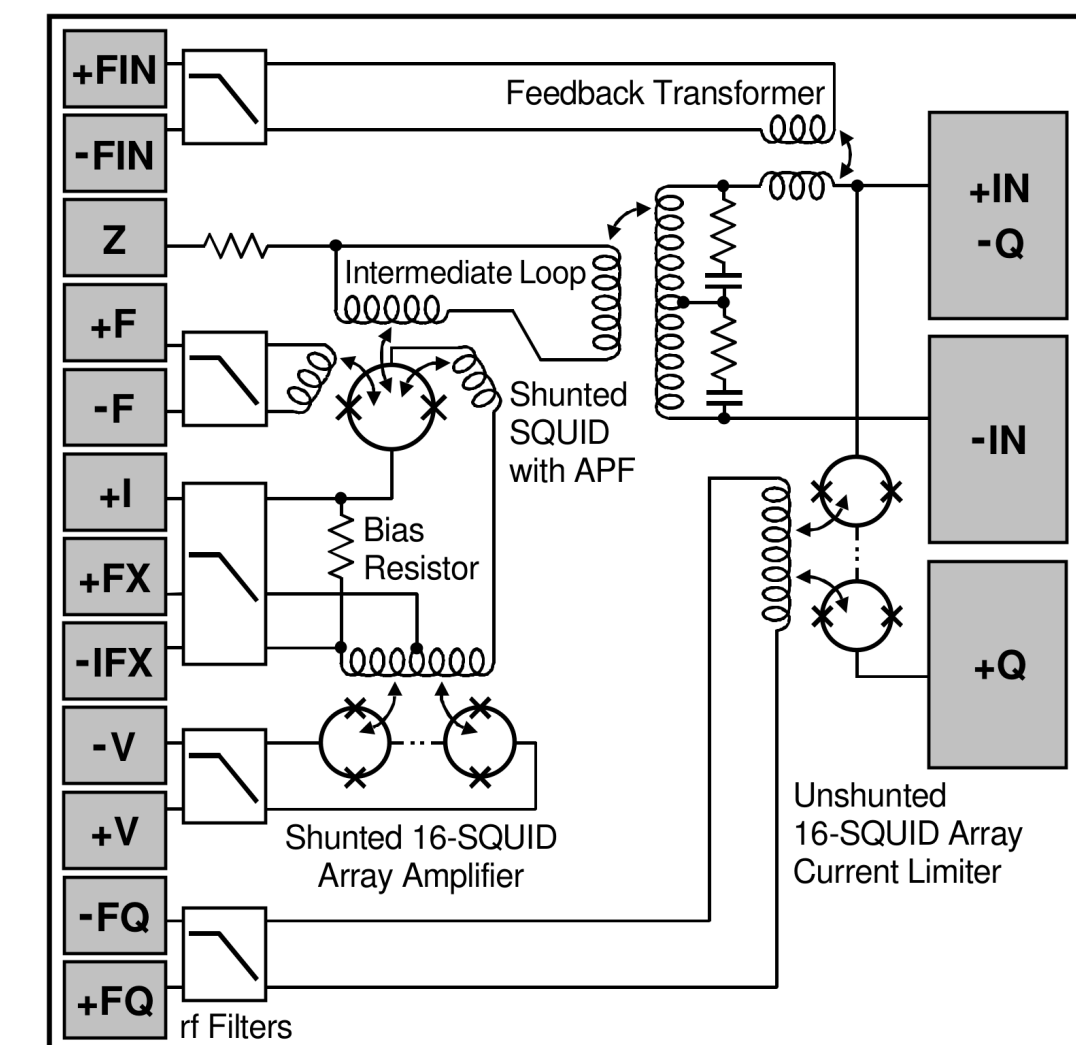 +FIN
-FIN
Z
+F
-F
+I
+FX
-IFX
-V
+V
-FQ
+FQ
rf Filters
Feedback Transformer
Intermediate Loop
Shunted
SQUID
with APF
Bias
Resistor
Shunted 16-SQUID
Array Amplifier
+IN
-Q
-IN
+Q
Unshunted
16-SQUID Array
Current Limiter